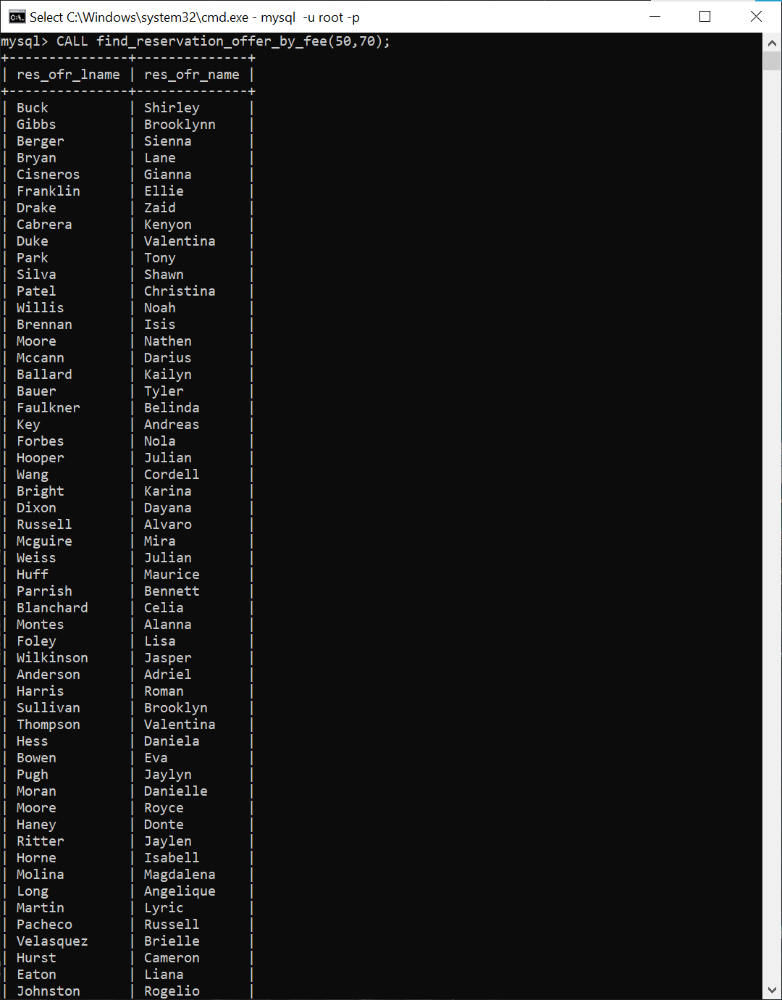 Select C:\Windows\system32\cmd.exe - mysql  -u root -p
mysql> CALL find_reservation_offer_by_fee(50,70);
+---------------+--------------+
| res_ofr_lname | res_ofr_name |
+---------------+--------------+
| Buck          | Shirley      |
| Gibbs         | Brooklynn    |
| Berger        | Sienna       |
| Bryan         | Lane         |
| Cisneros      | Gianna       |
| Franklin      | Ellie        |
| Drake         | Zaid         |
| Cabrera       | Kenyon       |
| Duke          | Valentina    |
| Park          | Tony         |
| Silva         | Shawn        |
| Patel         | Christina    |
| Willis        | Noah         |
| Brennan       | Isis         |
| Moore         | Nathen       |
| Mccann        | Darius       |
| Ballard       | Kailyn       |
| Bauer         | Tyler        |
| Faulkner      | Belinda      |
| Key           | Andreas      |
| Forbes        | Nola         |
| Hooper        | Julian       |
| Wang          | Cordell      |
| Bright        | Karina       |
| Dixon         | Dayana       |
| Russell       | Alvaro       |
| Mcguire       | Mira         |
| Weiss         | Julian       |
| Huff          | Maurice      |
| Parrish       | Bennett      |
| Blanchard     | Celia        |
| Montes        | Alanna       |
| Foley         | Lisa         |
| Wilkinson     | Jasper       |
| Anderson      | Adriel       |
| Harris        | Roman        |
| Sullivan      | Brooklyn     |
| Thompson      | Valentina    |
| Hess          | Daniela      |
| Bowen         | Eva          |
| Pugh          | Jaylyn       |
| Moran         | Danielle     |
| Moore         | Royce        |
| Haney         | Donte        |
| Ritter        | Jaylen       |
| Horne         | Isabell      |
| Molina        | Magdalena    |
| Long          | Angelique    |
| Martin        | Lyric        |
| Pacheco       | Russell      |
| Velasquez     | Brielle      |
| Hurst         | Cameron      |
| Eaton         | Liana        |
| Johnston      | Rogelio      |